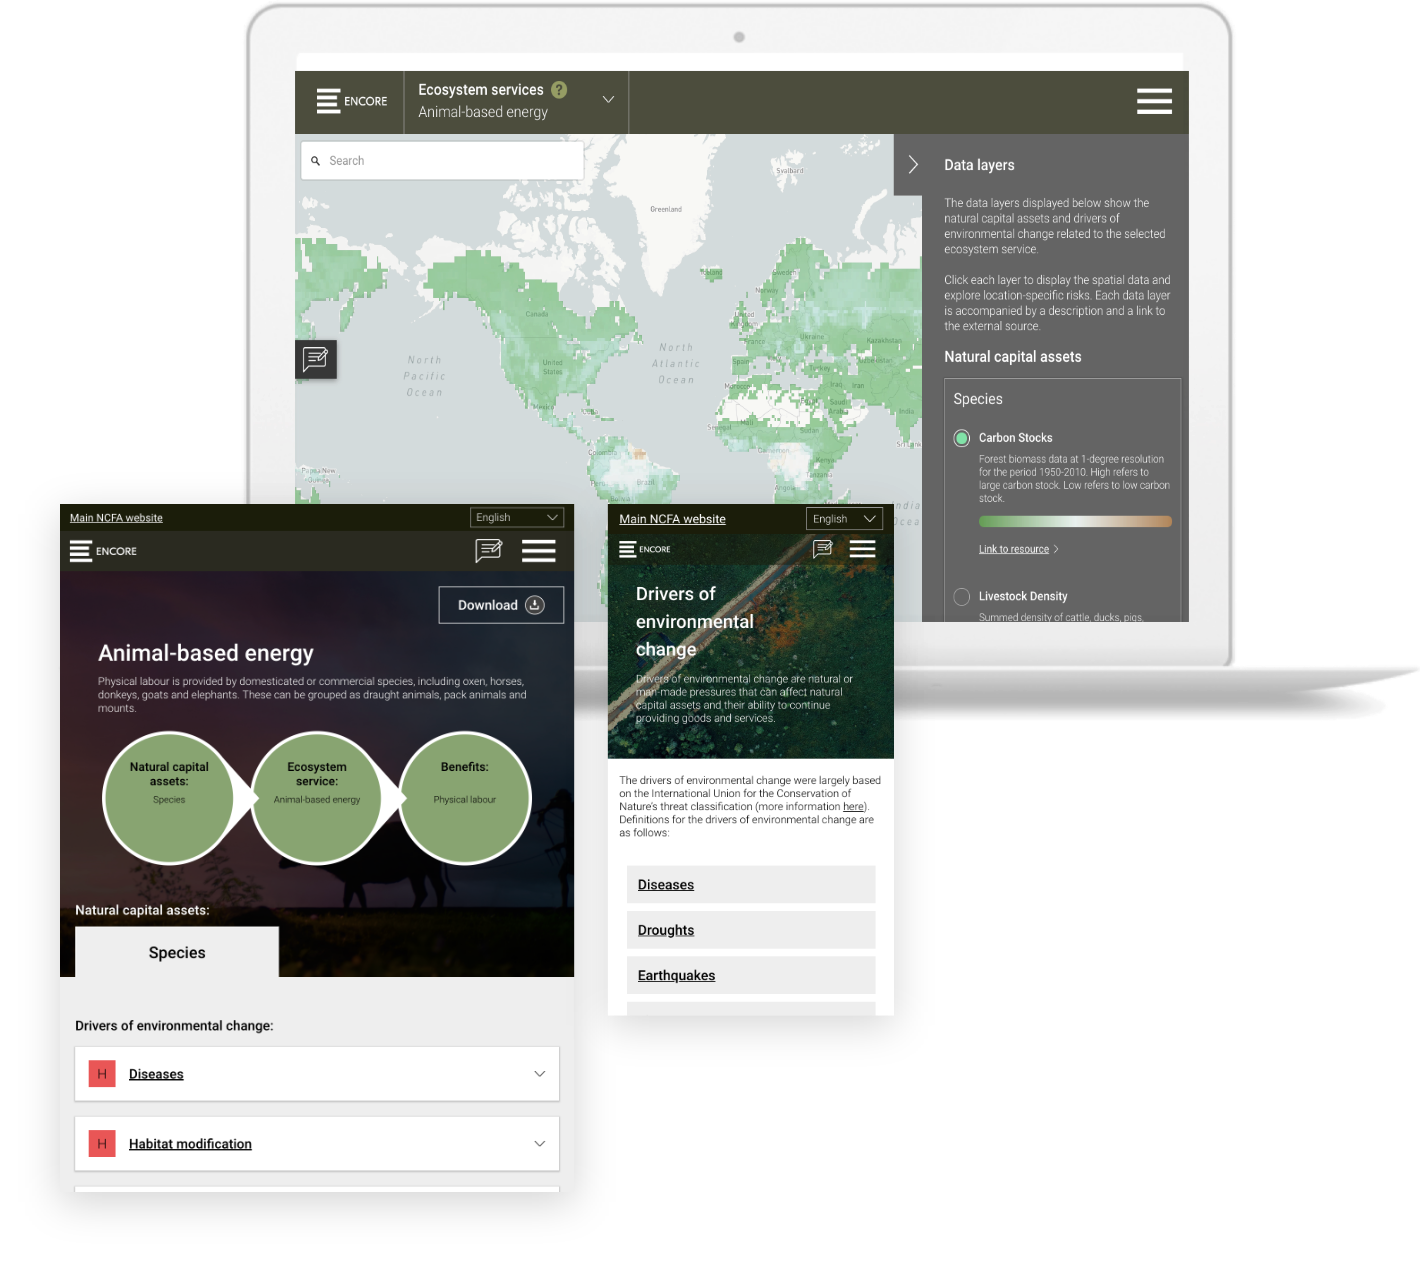 ENCORE
Ecosystem services ?
Animal-based energy
Search
Svalbard
Greenland
Iceland
Sweden
Norway
Canada
United
Ukraine
Kazakhstan
France
North
Pacific
Ocean
United
States
North
Atlantic
Ocean
Spain
Turkey
Uzbekistan
Morocco
Iraq
Iran
Mexico
Cuba
Saudi
Arabia
India
Senegal
Mali
Sudan
Sri Lank
Colombia
Cameroon
Kenya
Papua New
Guinea
Peru
Brazil
Tanzania
Angola
Bolivia
Data layers
The data layers displayed below show the
natural capital assets and drivers of
environmental change related to the selected
ecosystem service.
Click each layer to display the spatial data and
explore location-specific risks. Each data layer
is accompanied by a description and a link to
the external source.
Natural capital assets
Species
Carbon Stocks
Forest biomass data at 1-degree resolution
for the period 1950-2010. High refers to
large carbon stock. Low refers to low carbon
stock.
Link to resource
Livestock Density
Summed density of cattle, ducks, pigs,
Main NCFA website
English
ENCORE
Download
Animal-based energy
Physical labour is provided by domesticated or commercial species, including oxen, horses,
donkeys, goats and elephants. These can be grouped as draught animals, pack animals and
mounts.
Natural capital
assets:
Species
Ecosystem
service:
Animal-based energy
Benefits:
Physical labour
Natural capital assets:
Species
Drivers of environmental change:
H Diseases
H Habitat modification
Main NCFA website
English
ENCORE
Drivers of
environmental
change
Drivers of environmental change are natural or
man-made pressures that can affect natural
capital assets and their ability to continue
providing goods and services.
The drivers of environmental change were largely based
on the International Union for the Conservation of
Nature's threat classification (more information here).
Definitions for the drivers of environmental change are
as follows:
Diseases
Droughts
Earthquakes